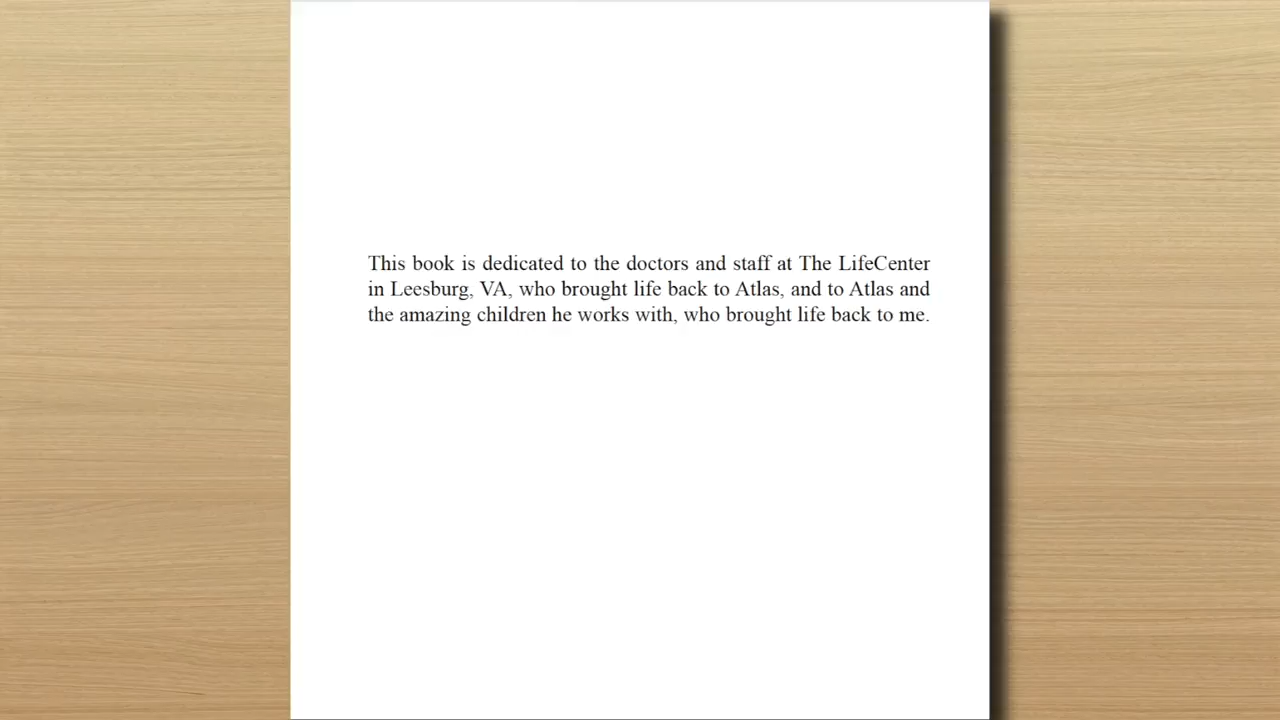 This book is dedicated to the doctors and staff at The LifeCenter
in Leesburg, VA, who brought life back to Atlas, and to Atlas and
the amazing children he works with, who brought life back to me.